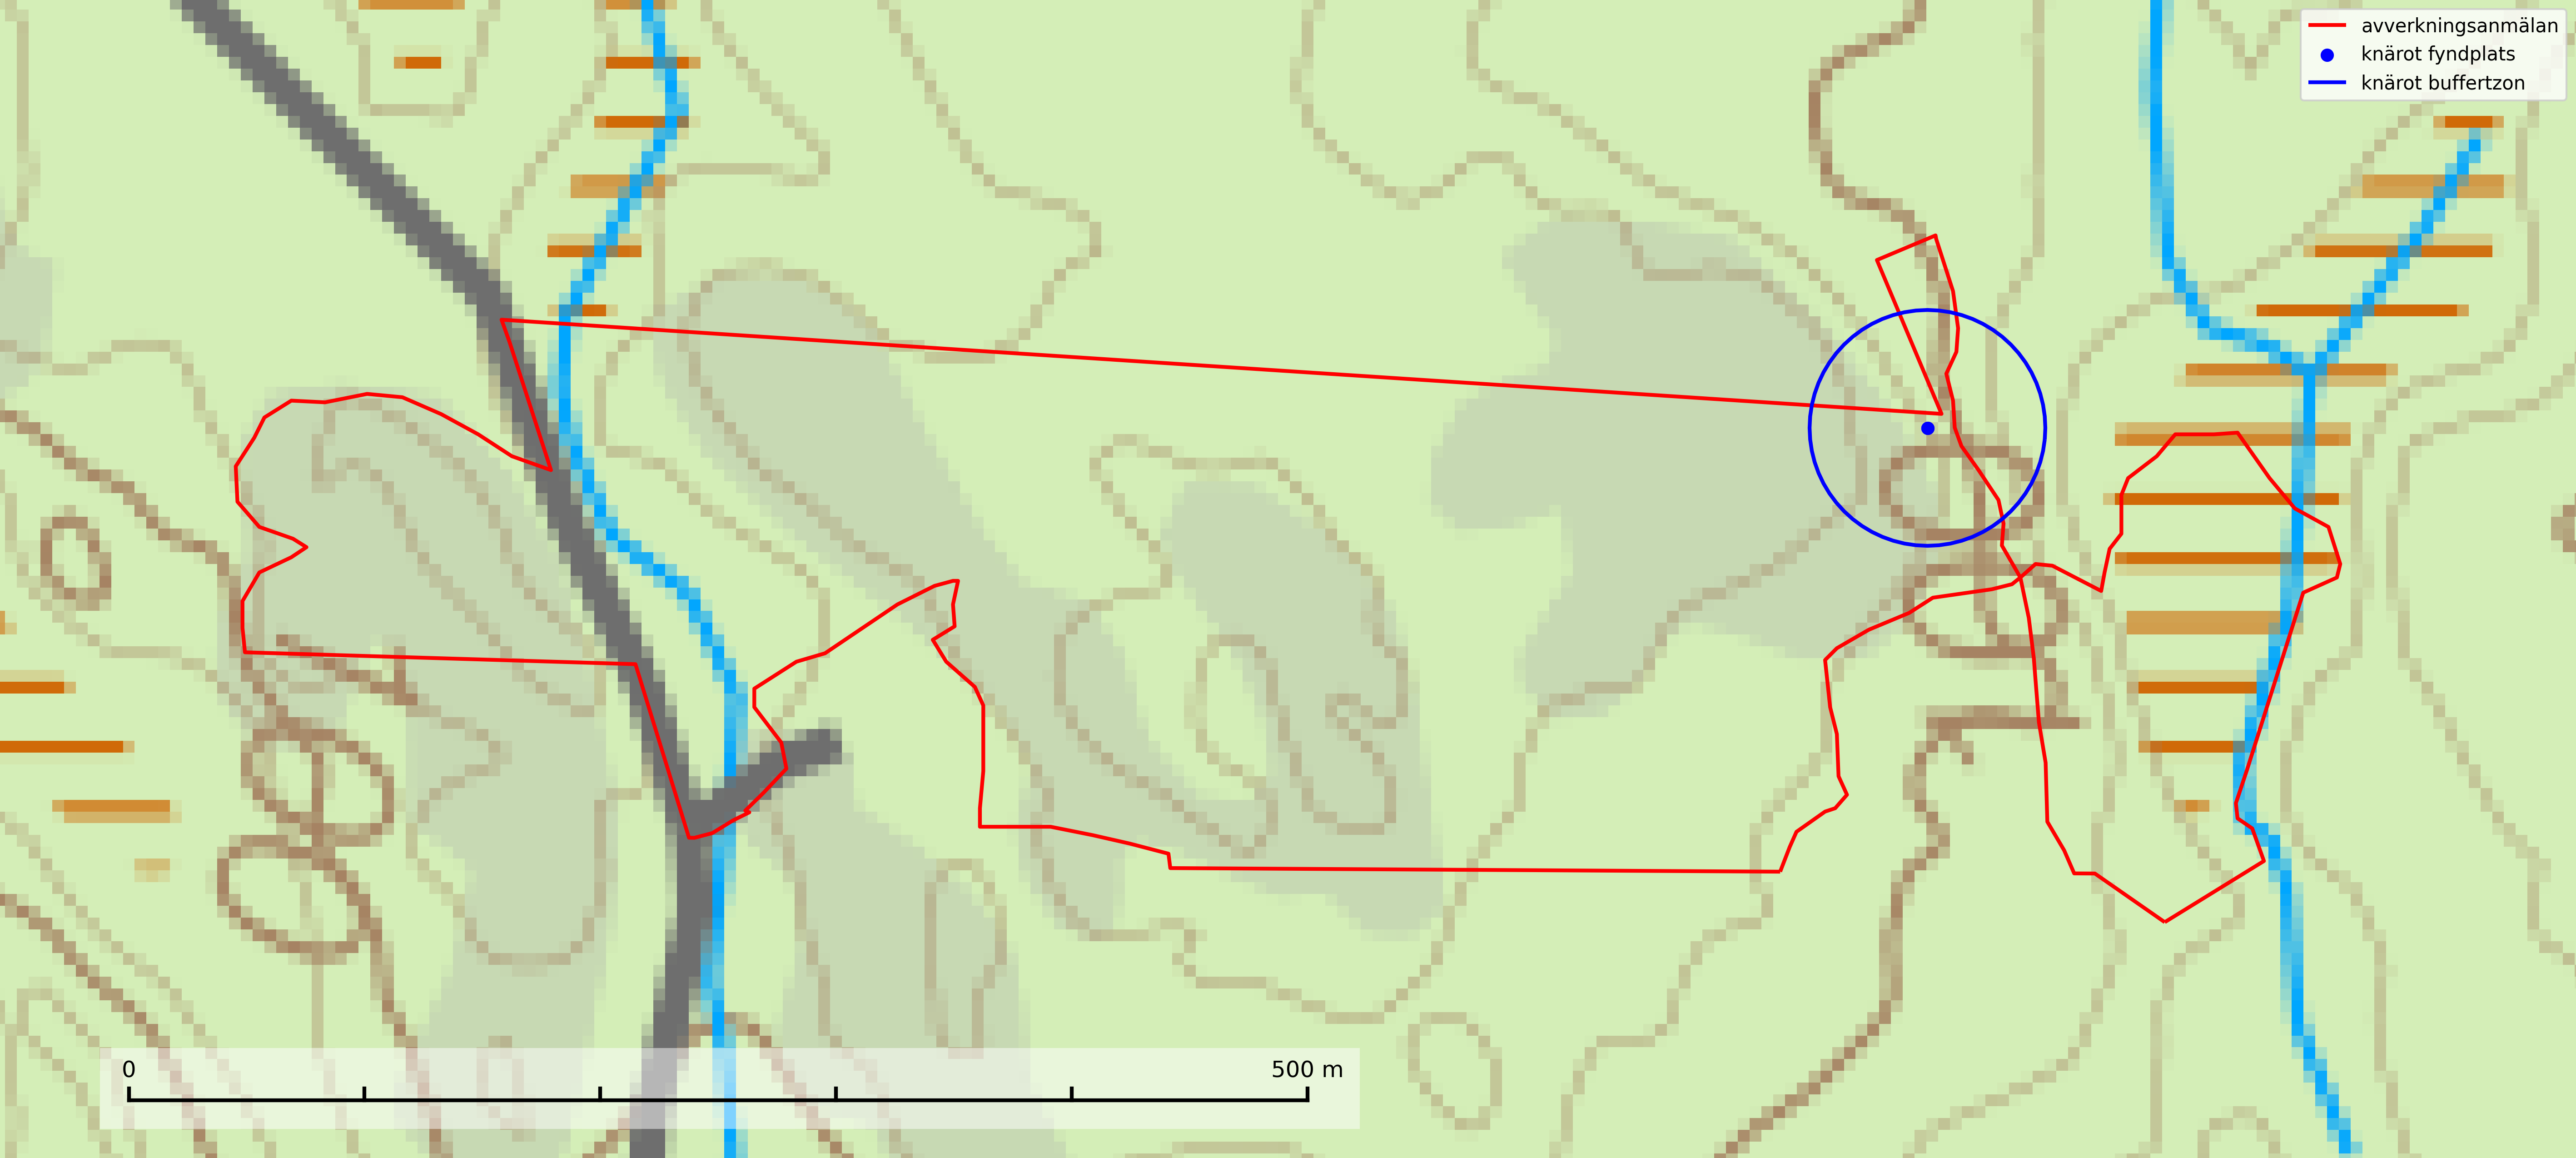 avverkningsanmälan
knärot fyndplats
knärot buffertzon
0 500 m